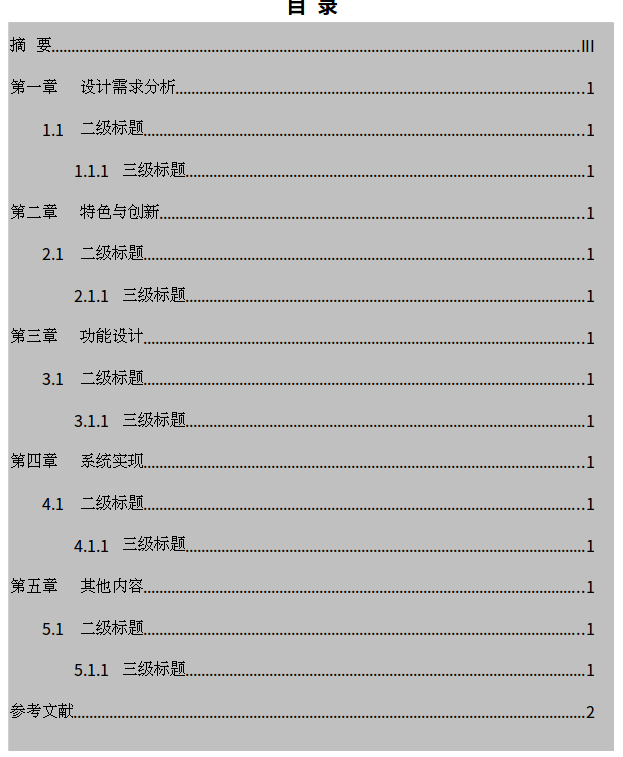 目 录
摘 要 III
第一章 设计需求分析 1
1.1 二级标题 1
1.1.1 三级标题 1
第二章 特色与创新 1
2.1 二级标题 1
2.1.1 三级标题 1
第三章 功能设计 1
3.1 二级标题 1
3.1.1 三级标题 1
第四章 系统实现 1
4.1 二级标题 1
4.1.1 三级标题 1
第五章 其他内容 1
5.1 二级标题 1
5.1.1 三级标题 1
参考文献 2